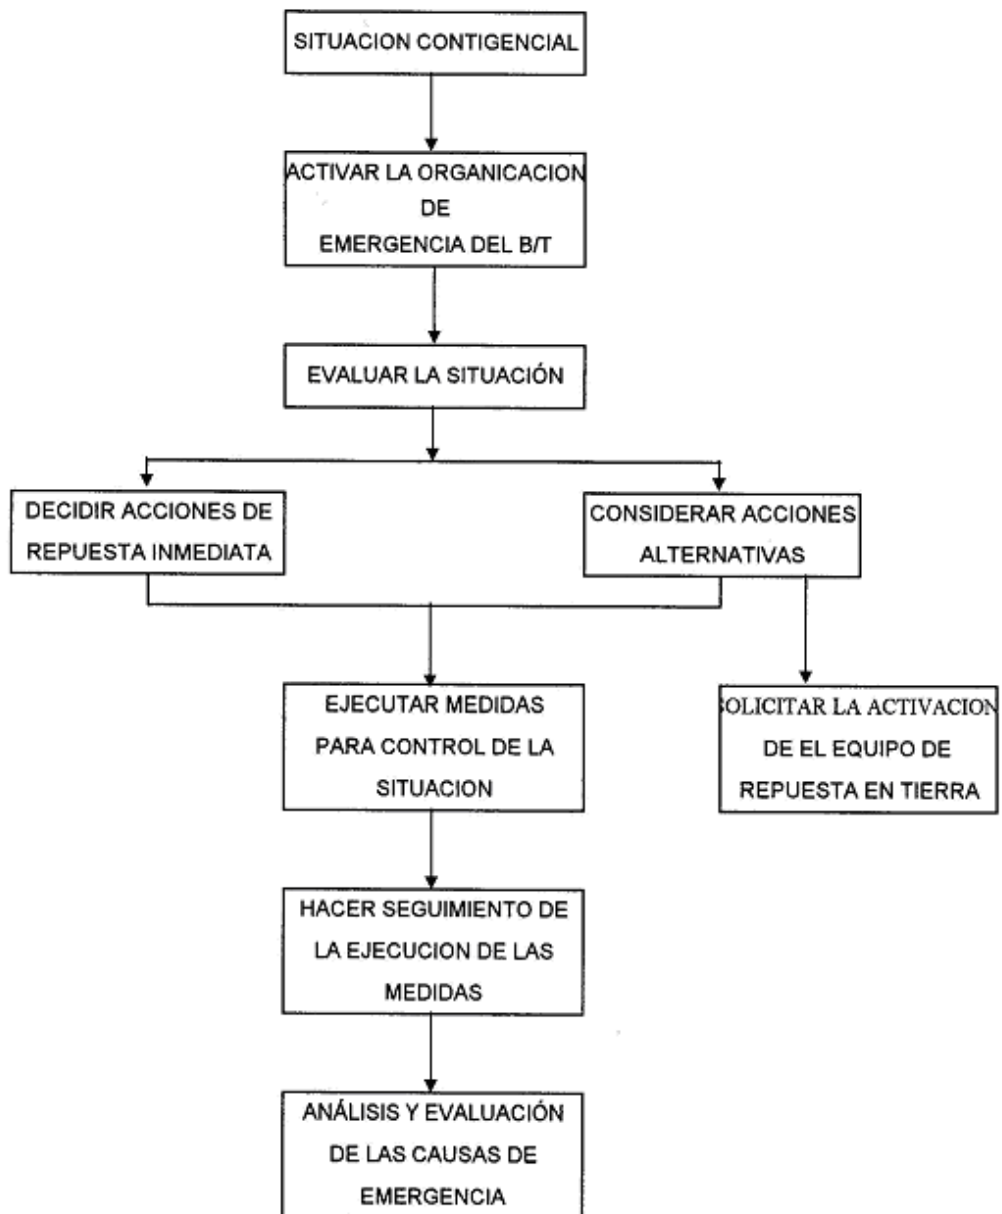 SITUACION CONTIGENCIAL
ACTIVAR LA ORGANICACION
DE
EMERGENCIA DEL B/T
EVALUAR LA SITUACIÓN
DECIDIR ACCIONES DE
REPUESTA INMEDIATA
CONSIDERAR ACCIONES
ALTERNATIVAS
EJECUTAR MEDIDAS
PARA CONTROL DE LA
SITUACION
SOLICITAR LA ACTIVACION
DE EL EQUIPO DE
REPUESTA EN TIERRA
HACER SEGUIMIENTO DE
LA EJECUCION DE LAS
MEDIDAS
ANÁLISIS Y EVALUACIÓN
DE LAS CAUSAS DE
EMERGENCIA